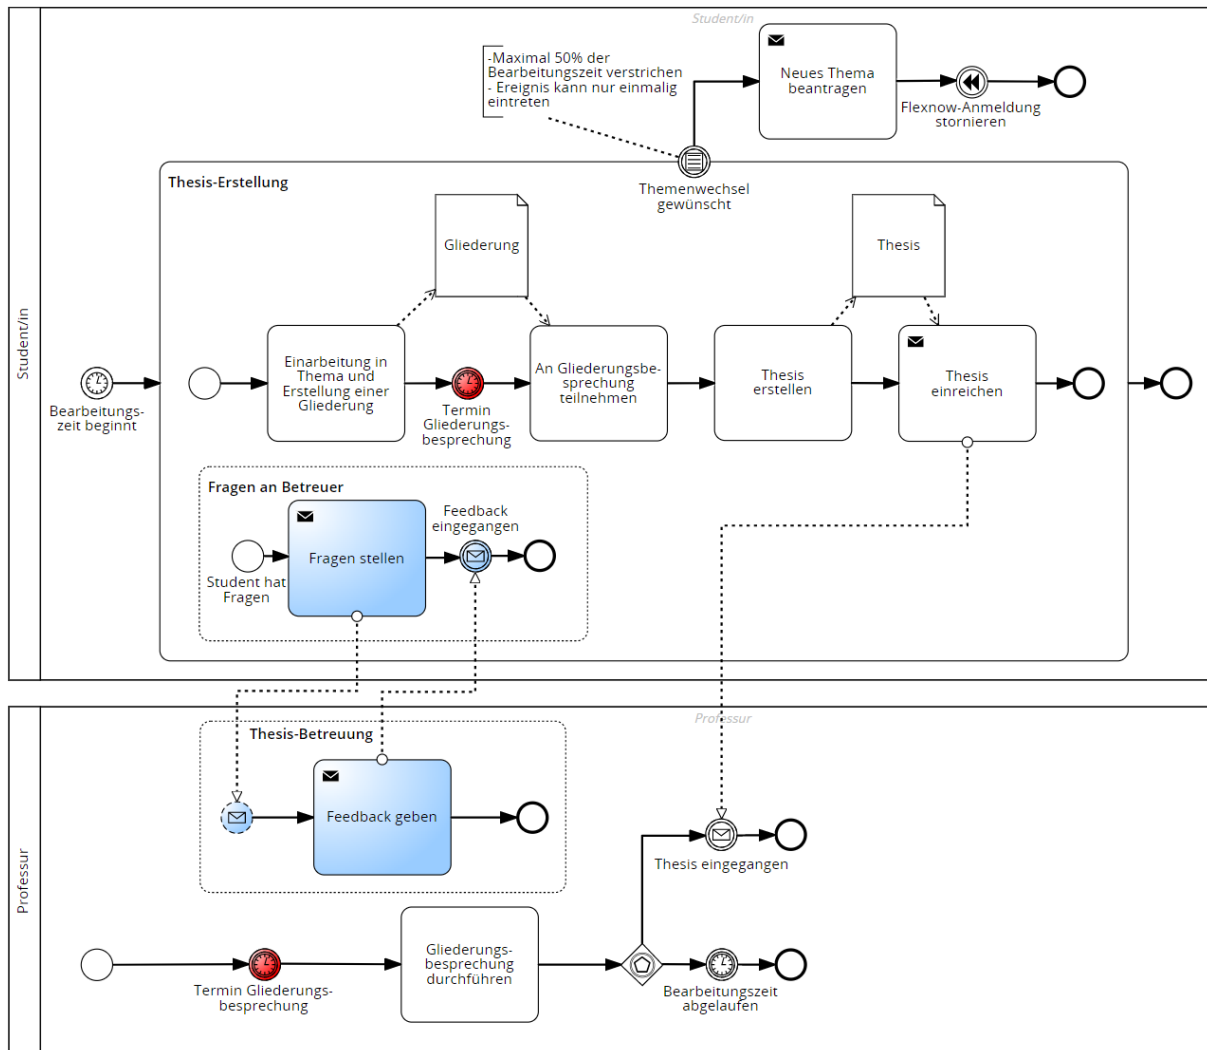 Student/in
Student/in
-Maximal 50% der
Bearbeitungszeit verstrichen
- Ereignis kann nur einmalig
eintreten
Neues Thema
beantragen
Flexnow-Anmeldung
stornieren
Themenwechsel
gewünscht
Thesis-Erstellung
Gliederung
Thesis
Bearbeitungs-
zeit beginnt
Einarbeitung in
Thema und
Erstellung einer
Gliederung
Termin
Gliederungs-
besprechung
An Gliederungsbe-
sprechung
teilnehmen
Thesis
erstellen
Thesis
einreichen
Fragen an Betreuer
Student hat
Fragen
Fragen stellen
Feedback
eingegangen
Professur
Professur
Thesis-Betreuung
Feedback geben
Thesis eingegangen
Termin Gliederungs-
besprechung
Gliederungs-
besprechung
durchführen
Bearbeitungszeit
abgelaufen